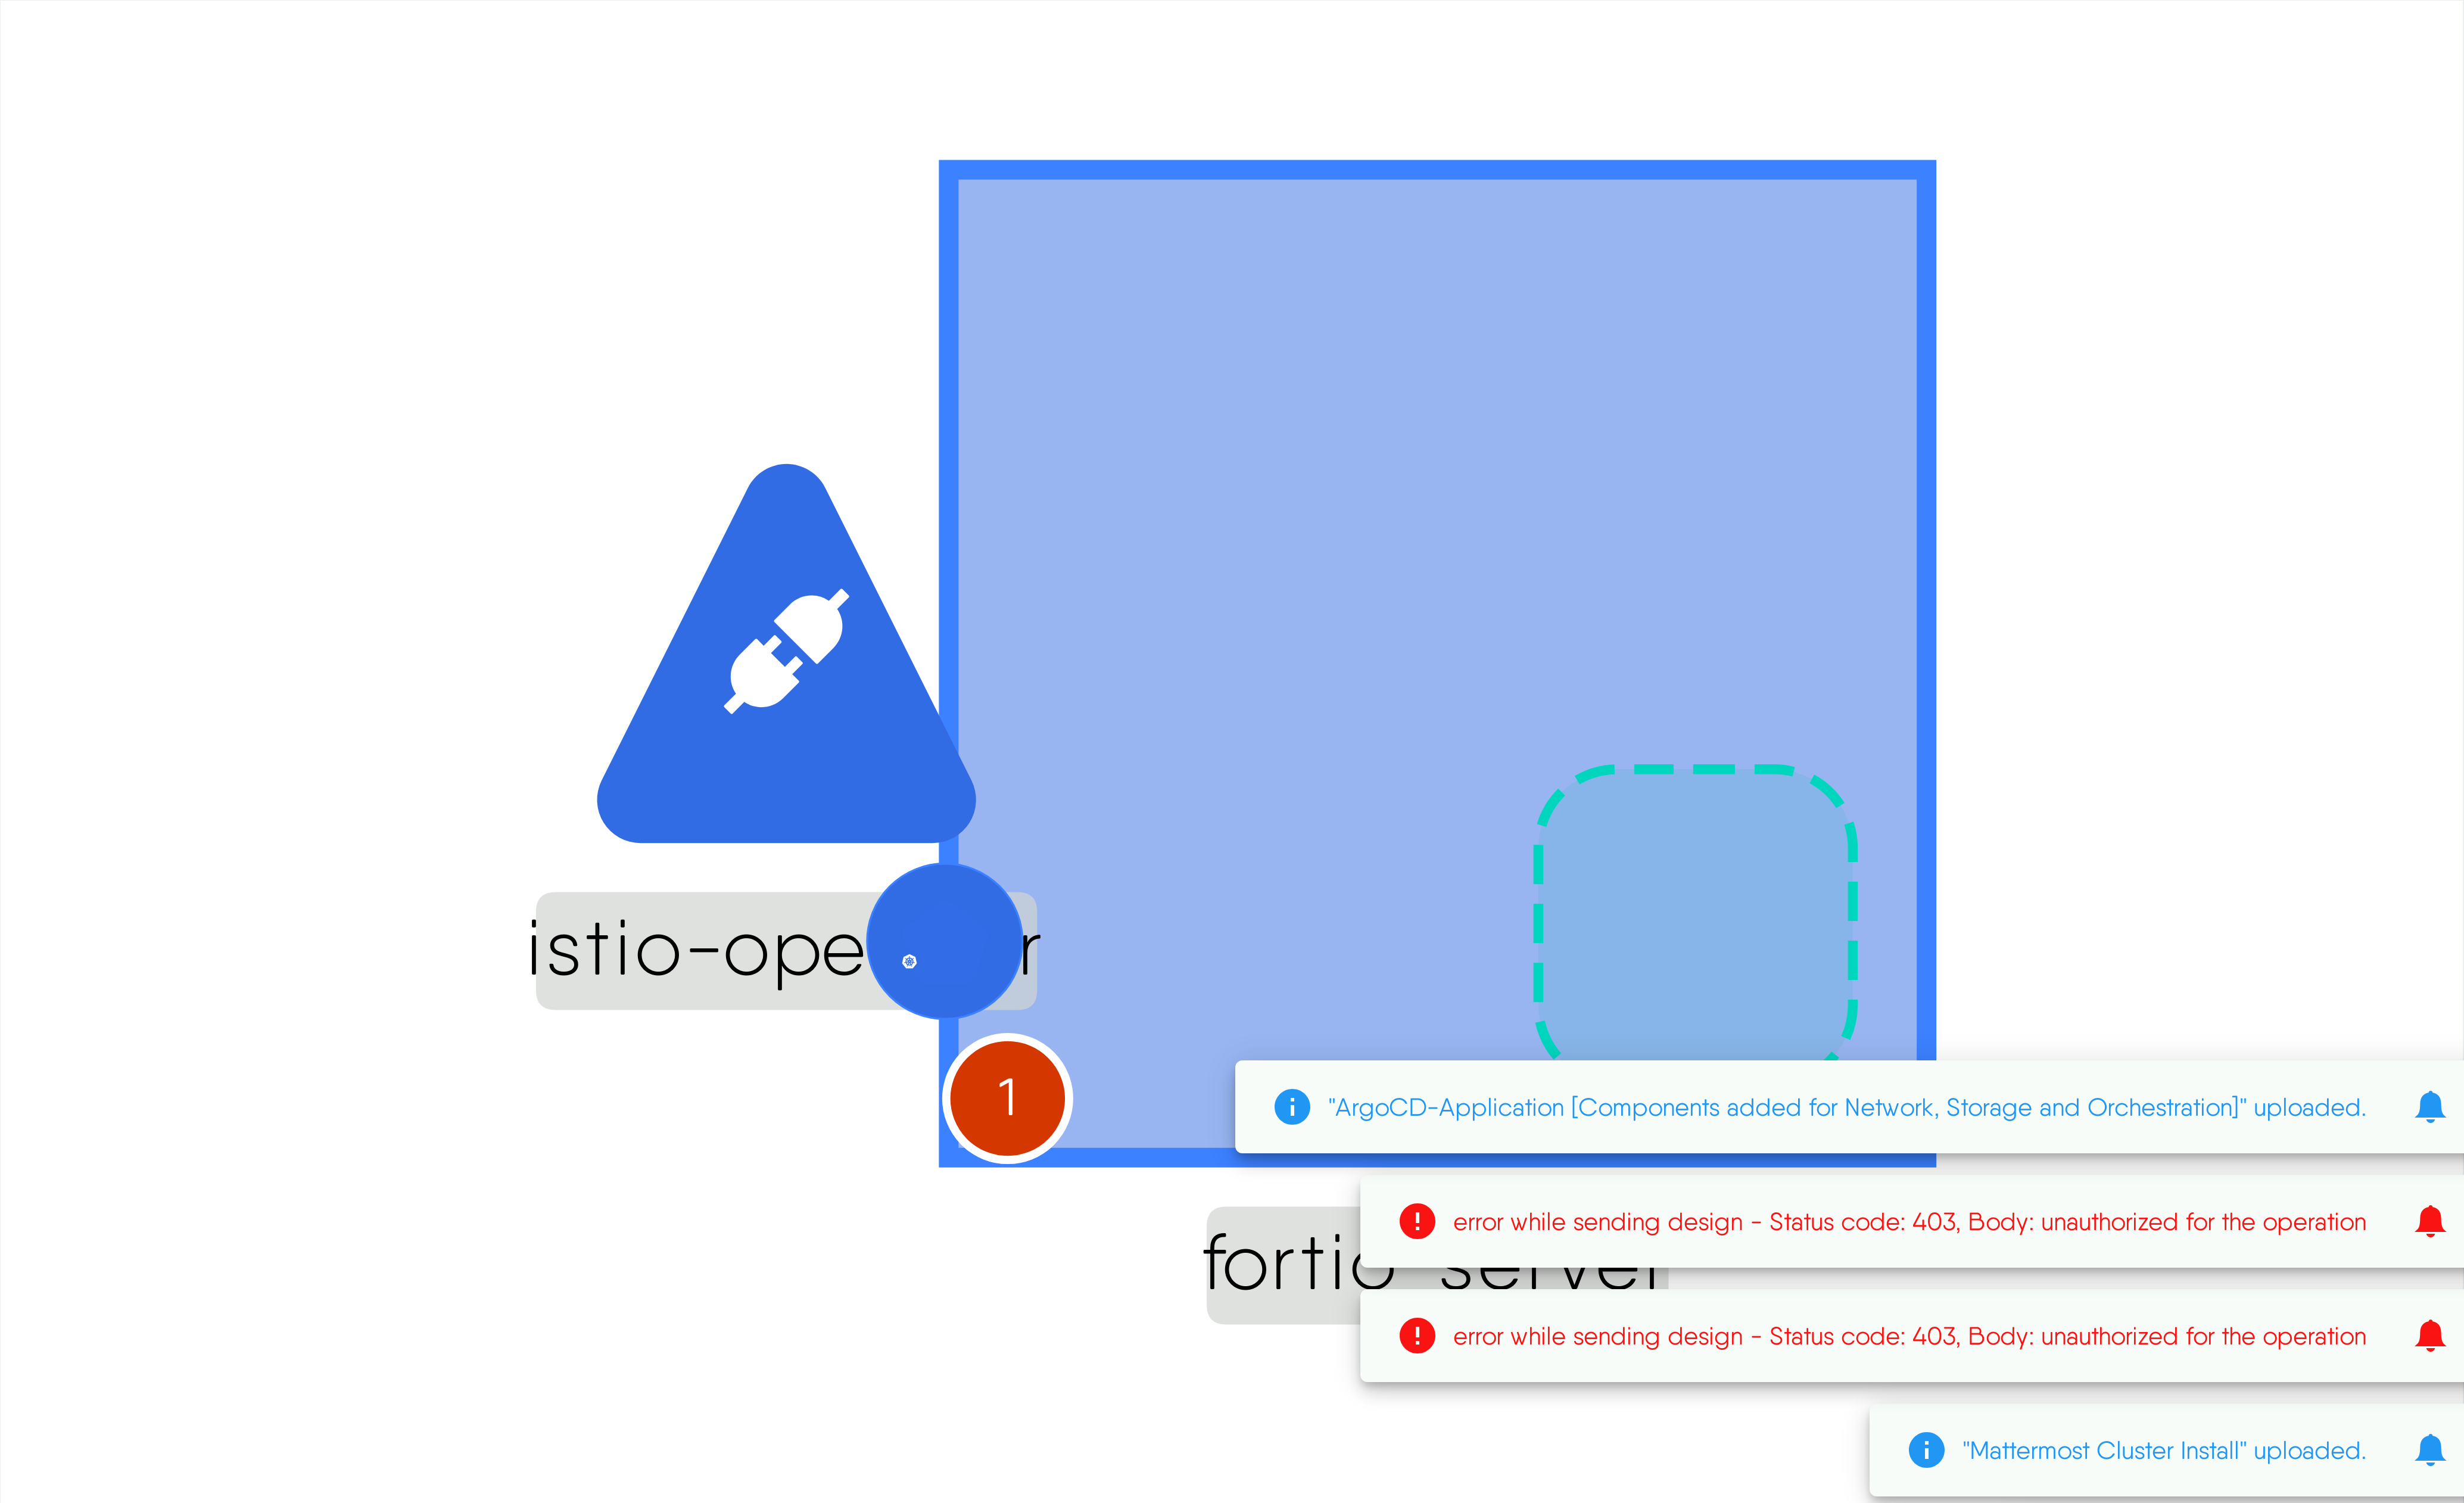 istio-ope r
1
"ArgoCD-Application [Components added for Network, Storage and Orchestration]" uploaded.
error while sending design - Status code: 403, Body: unauthorized for the operation
fortio server
error while sending design - Status code: 403, Body: unauthorized for the operation
"Mattermost Cluster Install" uploaded.